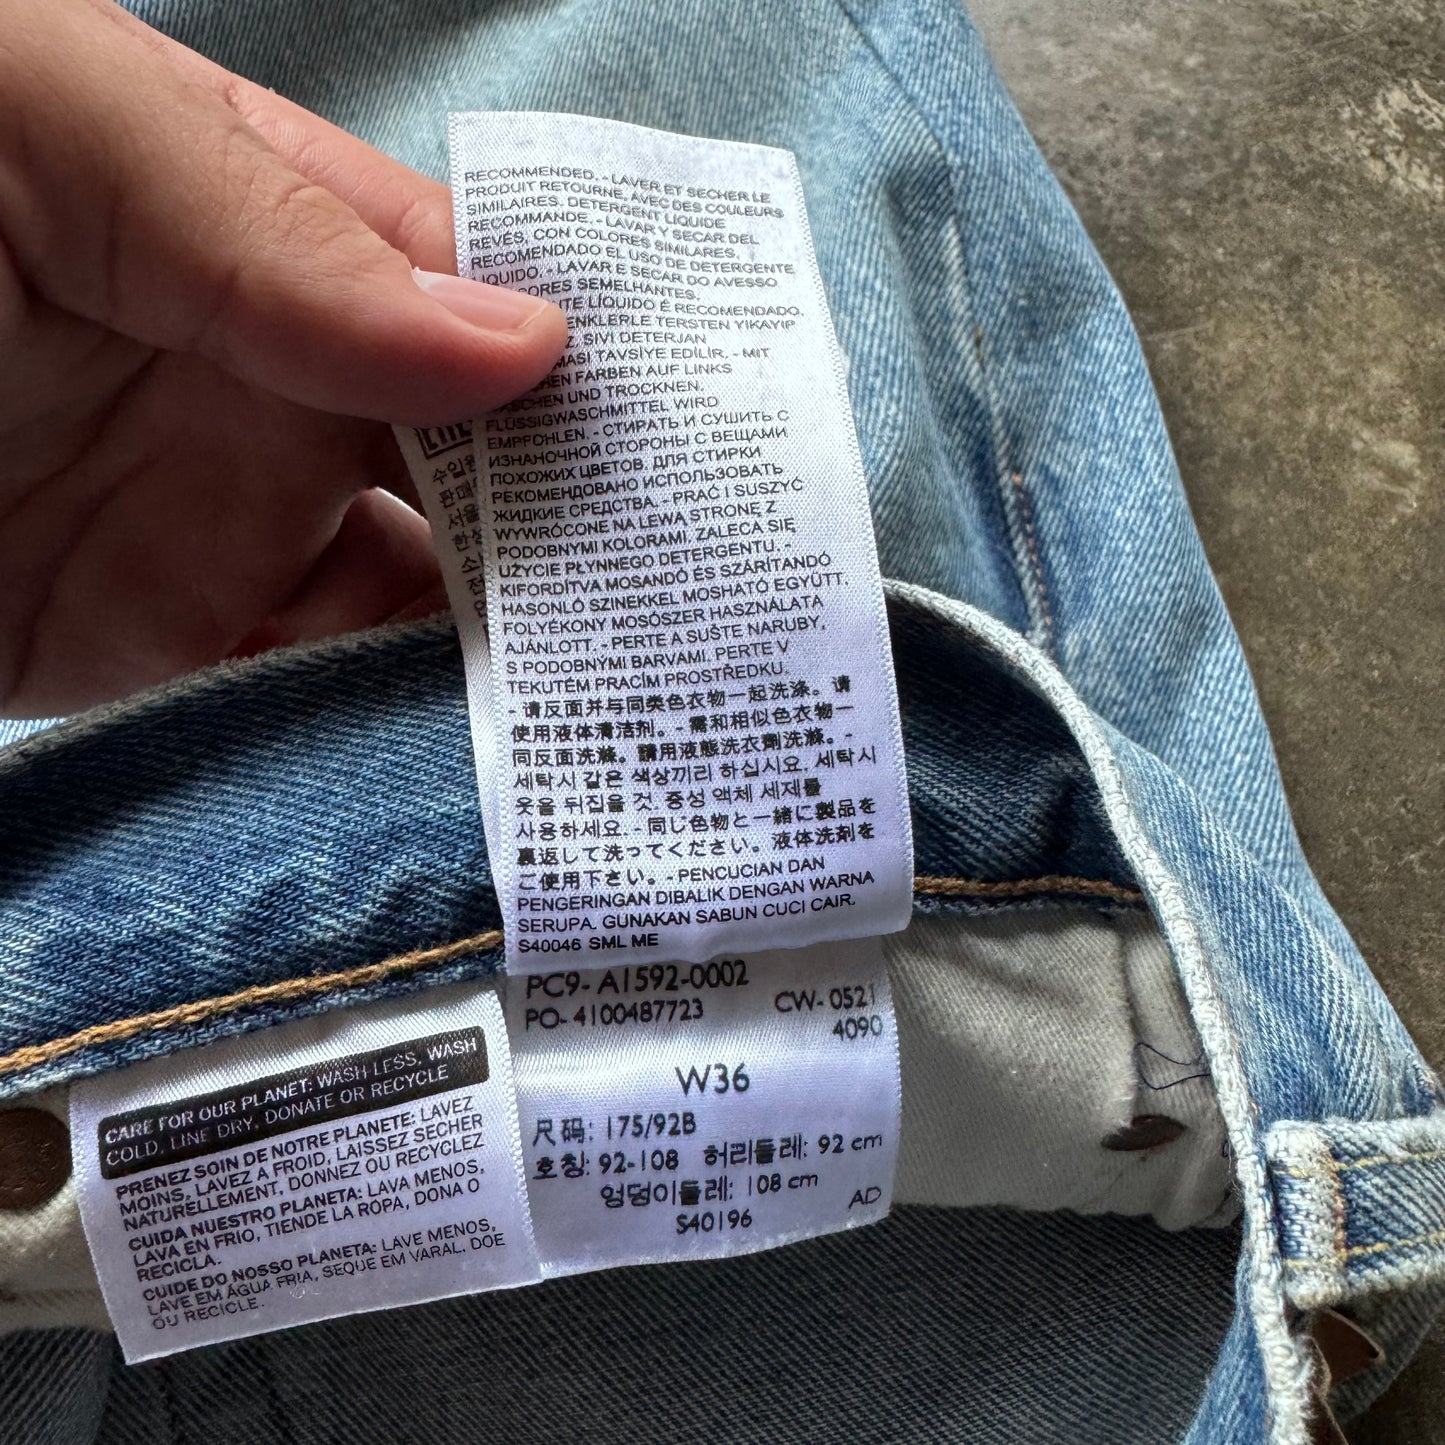 RECOMMENDED. - LAVER ET SECHER LE
PRODUIT RETOURNE, AVEC DES COULEURS
SIMILAIRES. DETERGENT LIQUIDE
RECOMMANDE. - LAVAR Y SECAR DEL
REVÉS, CON COLORES SIMILARES.
RECOMENDADO EL USO DE DETERGENTE
LIQUIDO. - LAVAR E SECAR DO AVESSO
ORES SEMELHANTES.
TE LÍQUIDO É RECOMENDADO.
ENKLERLE TERSTEN YIKAYIP
Z. SIVI DETERJAN
MASI TAVSİYE EDİLİR. - MIT
HEN FARBEN AUF LINKS
ASCHEN UND TROCKNEN.
FLÜSSIGWASCHMITTEL WIRD
EMPFOHLEN. - СТИРАТЬ И СУШИТЬ С
ИЗНАНОЧНОЙ СТОРОНЫ С ВЕЩАМИ
ПОХОЖИХ ЦВЕТОВ. ДЛЯ СТИРКИ
РЕКОМЕНДОВАНО ИСПОЛЬЗОВАТЬ
ЖИДКИЕ СРЕДСТВА. - PRAĆ I SUSZYĆ
WYWRÓCONE NA LEWĄ STRONĘ Z
PODOBNYMI KOLORAMI. ZALECA SIĘ
UŻYCIE PŁYNNEGO DETERGENTU. -
KIFORDÍTVA MOSANDÓ ÉS SZÁRÍTANDÓ
HASONLÓ SZINEKKEL MOSHATÓ EGYÜTT.
FOLYÉKONY MOSÓSZER HASZNÁLATA
AJÁNLOTT. - PERTE A SUŠTE NARUBY,
S PODOBNÝMI BARVAMI. PERTE V
TEKUTÉM PRACÍM PROSTŘEDKU.
- 请反面并与同类色衣物一起洗涤。请
使用液体清洁剂。- 需和相似色衣物一
同反面洗滌。請用液態洗衣劑洗滌。-
세탁시 같은 색상끼리 하십시요. 세탁시
옷을 뒤집을 것. 중성 액체 세제를
사용하세요. - 同じ色物と一緒に製品を
裏返して洗ってください。液体洗剤を
ご使用下さい。- PENCUCIAN DAN
PENGERINGAN DIBALIK DENGAN WARNA
SERUPA. GUNAKAN SABUN CUCI CAIR.
S40046 SML ME
PC9- A1592-0002
PO- 4100487723 CW- 0521
4090
W36
尺码: 175/92B
호칭: 92-108 허리둘레: 92 cm
엉덩이둘레: 108 cm
AD
S40196
CARE FOR OUR PLANET: WASH LESS, WASH
COLD, LINE DRY, DONATE OR RECYCLE
PRENEZ SOIN DE NOTRE PLANETE: LAVEZ
MOINS, LAVEZ A FROID, LAISSEZ SECHER
NATURELLEMENT, DONNEZ OU RECYCLEZ
CUIDA NUESTRO PLANETA: LAVA MENOS,
LAVA EN FRIO, TIENDE LA ROPA, DONA O
RECICLA.
CUIDE DO NOSSO PLANETA: LAVE MENOS,
LAVE EM ÁGUA FRIA, SEQUE EM VARAL, DOE
OU RECICLE.